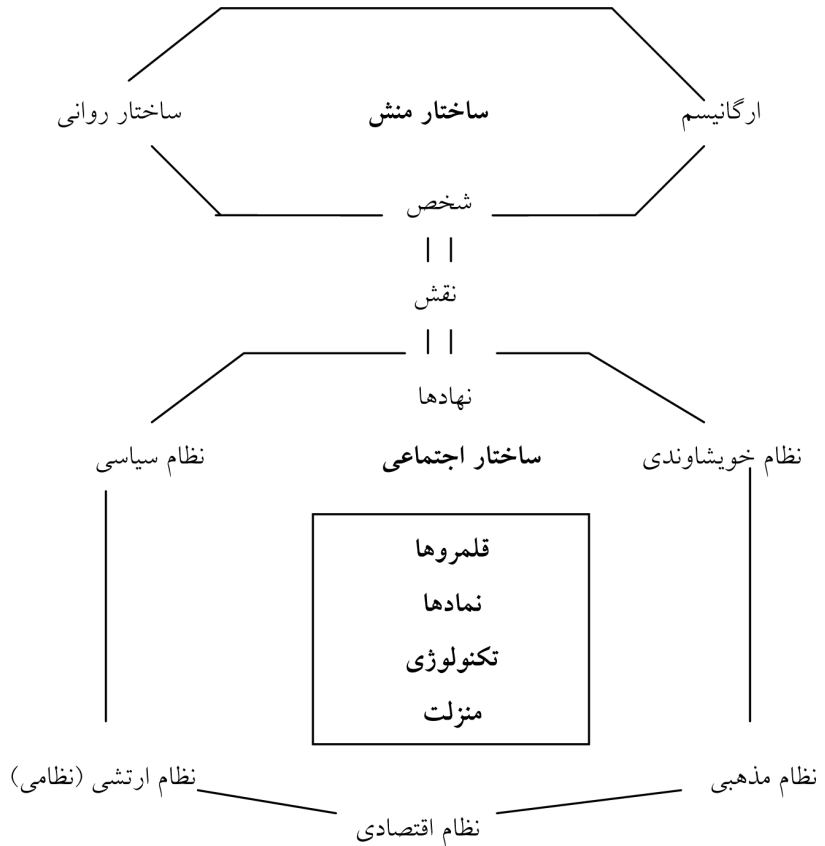 ارگانیسم ساختار منش ساختار روانی
شخص
نقش
نهادها
نظام خویشاوندی ساختار اجتماعی نظام سیاسی
قلمروها
نمادها
تکنولوژی
منزلت
نظام مذهبی نظام ارتشی (نظامی)
نظام اقتصادی